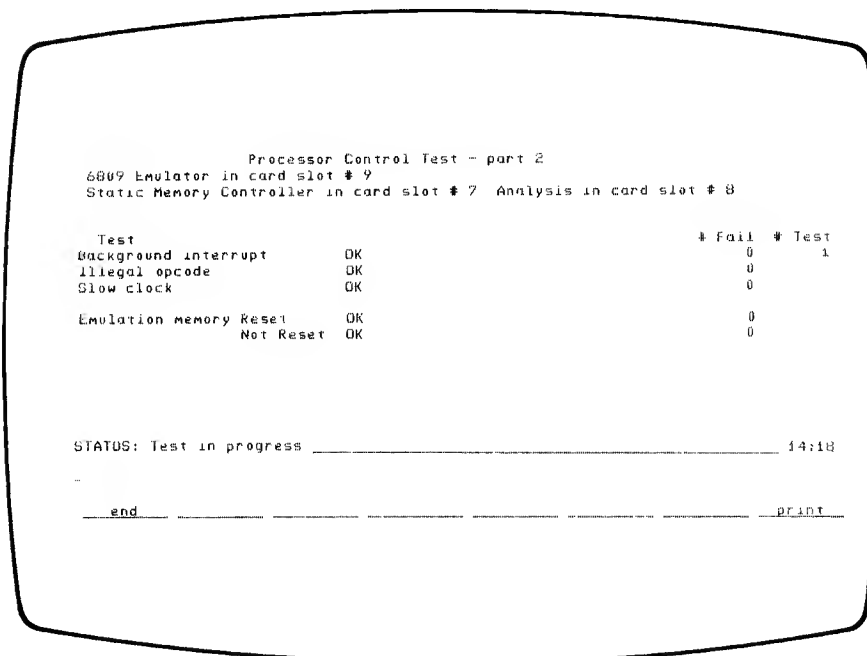 Processor Control Test - part 2
6809 Emulator in card slot # 9
Static Memory Controller in card slot # 7 Analysis in card slot # 8
Test # Fail # Test
Background interrupt OK 0 1
Illegal opcode OK 0
Slow clock OK 0
Emulation memory Reset OK 0
Not Reset OK 0
STATUS: Test in progress 14:18
end print